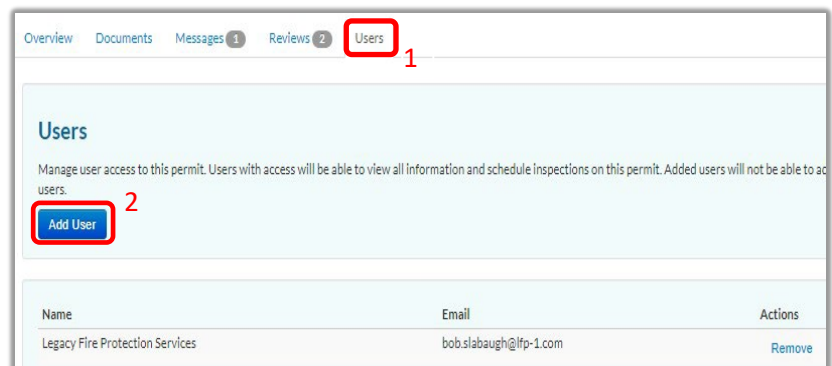 Overview Documents Messages 1 Reviews 2 Users
1
Users
Manage user access to this permit. Users with access will be able to view all information and schedule inspections on this permit. Added users will not be able to
users.
2
Add User
Name Email Actions
Legacy Fire Protection Services bob.slabaugh@lfp-1.com Remove